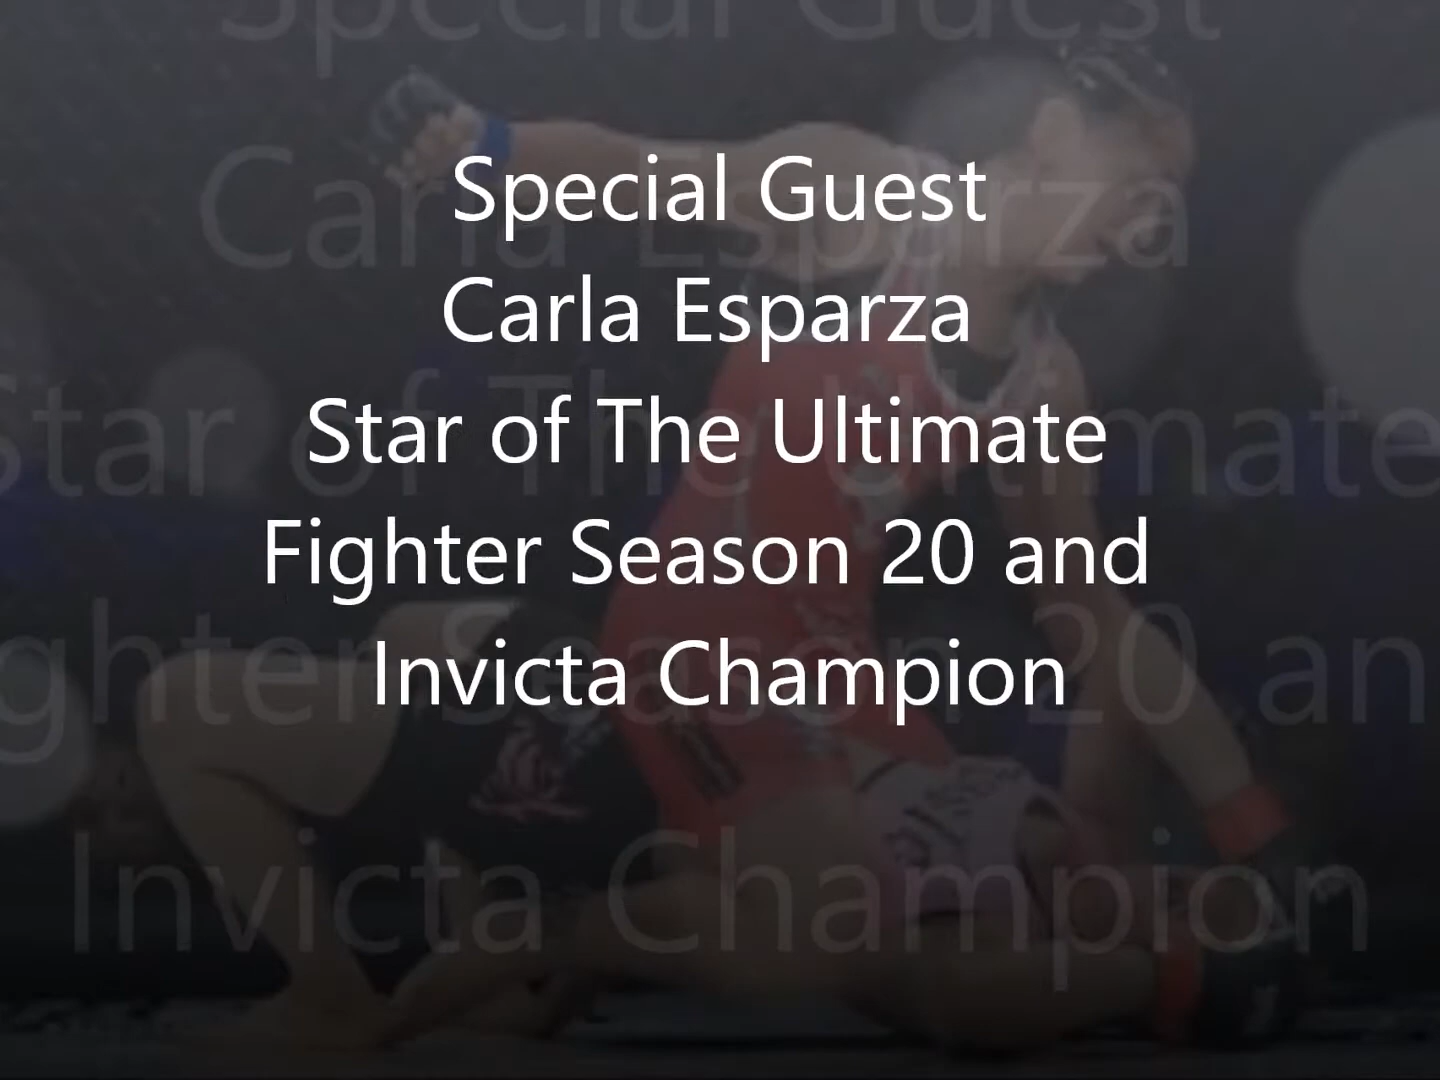 Special Guest
Carla Esparza
Star of The Ultimate
Fighter Season 20 and
Invicta Champion